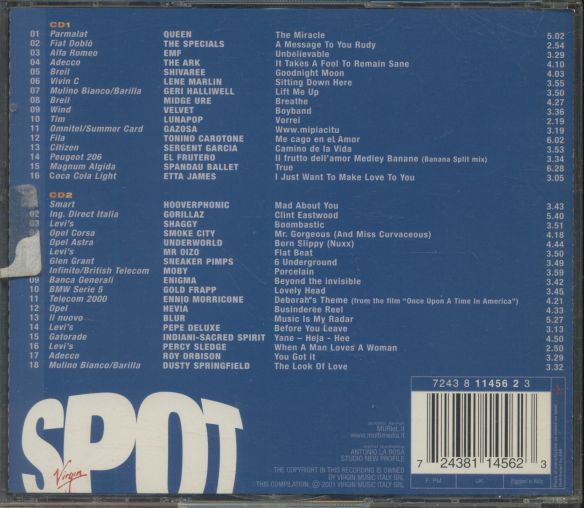 CD1
01 Parmalat QUEEN The Miracle 5.02
02 Fiat Doblò THE SPECIALS A Message To You Rudy 2.54
03 Alfa Romeo EMF Unbelievable 3.29
04 Adecco THE ARK It Takes A Fool To Remain Sane 4.10
05 Breil SHIVAREE Goodnight Moon 4.03
06 Vivin C LENE MARLIN Sitting Down Here 3.55
07 Mulino Bianco/Barilla GERI HALLIWELL Lift Me Up 3.50
08 Breil MIDGE URE Breathe 4.27
09 Wind VELVET Boyband 3.36
10 Tim LUNAPOP Vorrei 2.19
11 Omnitel/Summer Card GAZOSA Www.mipiacitu 3.19
12 Fila TONINO CAROTONE Me cago en el Amor 3.12
13 Citizen SERGENT GARCIA Camino de la Vida 3.53
14 Peugeot 206 EL FRUTERO Il frutto dell'amor Medley Banane (Banana Split mix) 3.34
15 Magnum Algida SPANDAU BALLET True 6.28
16 Coca Cola Light ETTA JAMES I Just Want To Make Love To You 3.05
CD2
Smart HOOVERPHONIC Mad About You 3.43
02 Ing. Direct Italia GORILLAZ Clint Eastwood 5.40
03 Levi's SHAGGY Boombastic 3.51
Opel Corsa SMOKE CITY Mr. Gorgeous (And Miss Curvaceous) 4.18
Opel Astra UNDERWORLD Born Slippy (Nuxx) 4.44
Levi's MR OIZO Flat Beat 3.50
Glen Grant SNEAKER PIMPS 6 Underground 3.49
Infinito/British Telecom MOBY Porcelain 3.59
09 Banca Generali ENIGMA Beyond the invisible 3.42
10 BMW Serie 5 GOLD FRAPP Lovely Head 3.45
11 Telecom 2000 ENNIO MORRICONE Deborah"s Theme (from the film "Once Upon A Time In America") 4.21
12 Opel HEVIA Businderee Reel 4.33
13 Il nuovo BLUR Music Is My Radar 5.27
14 Levi's PEPE DELUXE Before You Leave 3.13
15 Gatorade INDIANI-SACRED SPIRIT Yane – Heja - Hee 4.50
16 Levi's PERCY SLEDGE When A Man Loves A Woman 2.50
17 Adecco ROY ORBISON You Got it 3.29
18 Mulino Bianco/Barilla DUSTY SPRINGFIELD The Look Of Love 3.32
7243 8 11456 2 3
SPOT
Virgin
ANTONIO LA ROSA
STUDIO NEW PROFILE
THE COPYRIGHT IN THIS RECORDING IS OWNED
BY VIRGIN MUSIC ITALY SRL
THIS COMPILATION, © 2001 VIRGIN MUSIC ITALY SRL
7 24381 14562 3
F: PM UK